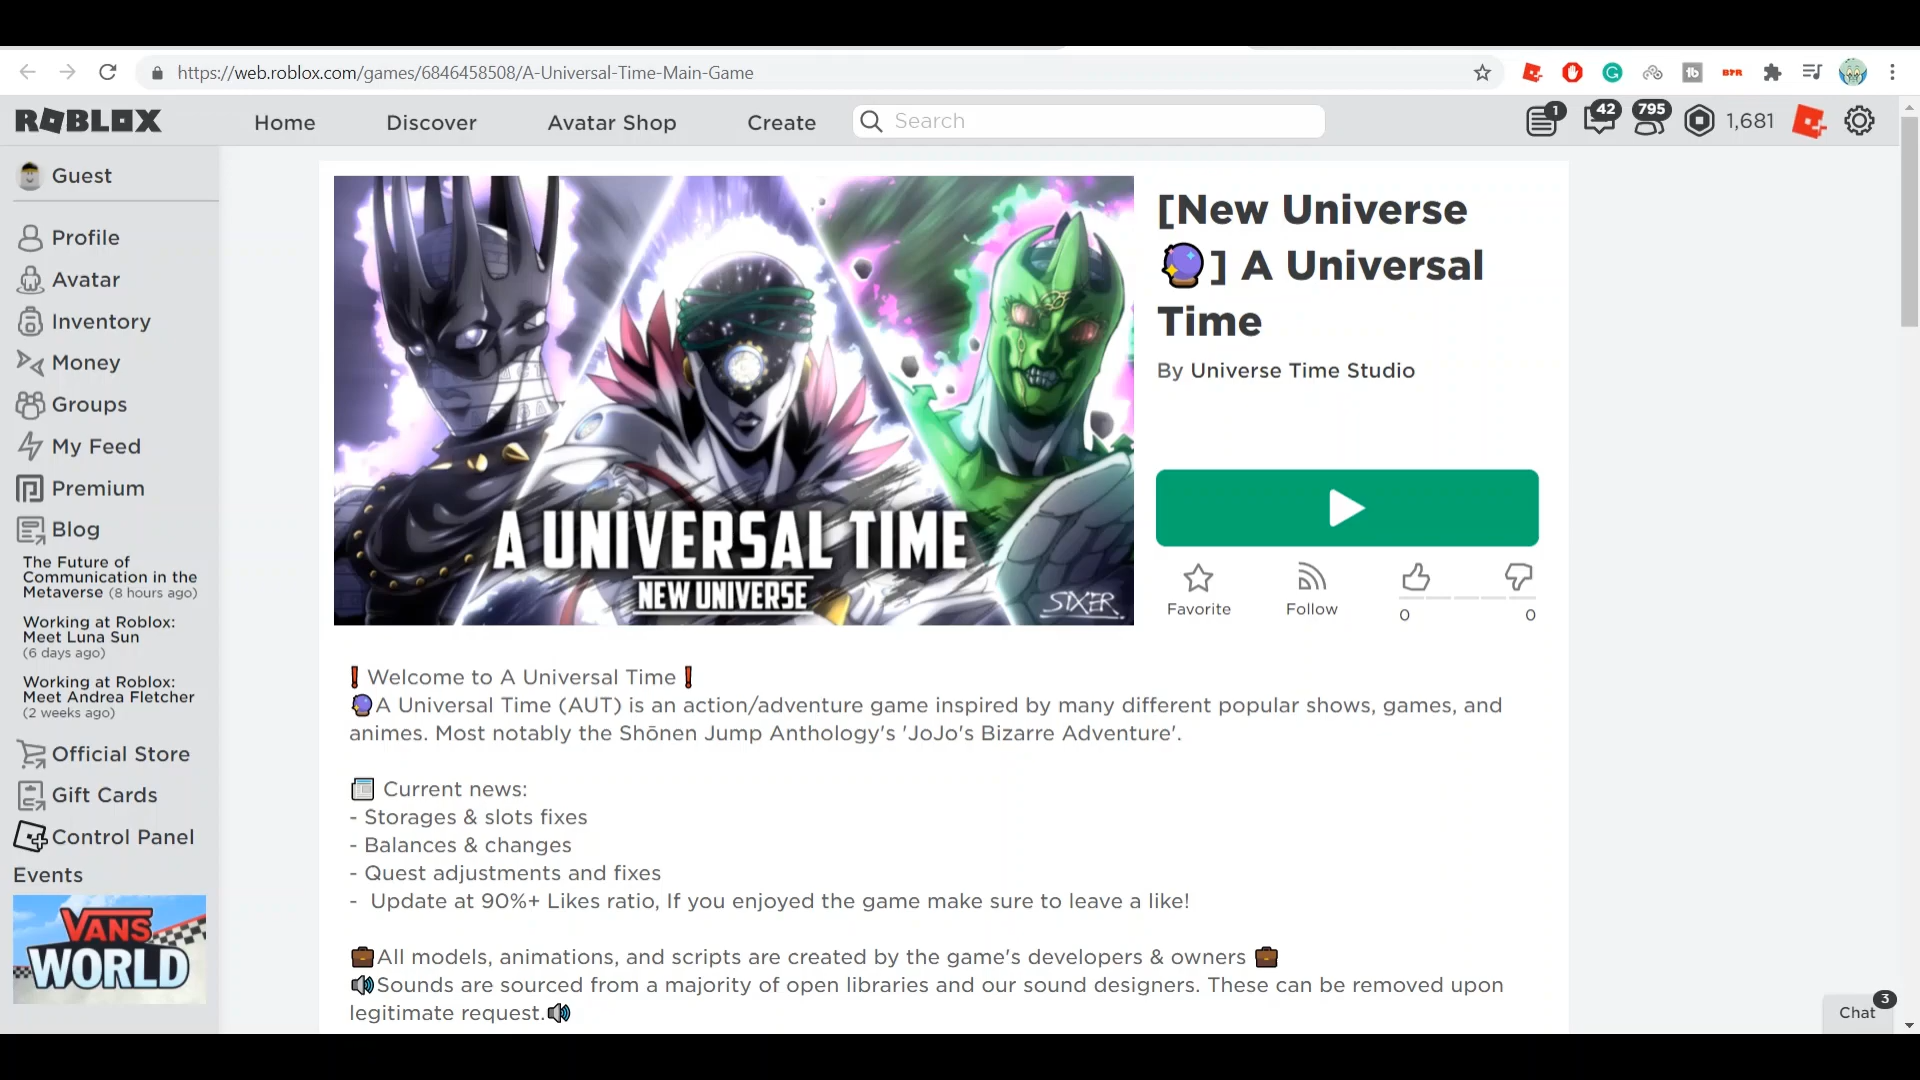 https://web.roblox.com/games/6846458508/A-Universal-Time-Main-Game
ROBLOX
Home
Discover
Avatar Shop
Create
Search
1
42
795
1,681
Guest
Profile
Avatar
Inventory
Money
Groups
My Feed
Premium
Blog
The Future of
Communication in the
Metaverse (8 hours ago)
Working at Roblox:
Meet Luna Sun
(6 days ago)
Working at Roblox:
Meet Andrea Fletcher
(2 weeks ago)
Official Store
Gift Cards
Control Panel
Events
VANS
WORLD
A UNIVERSAL TIME
NEW UNIVERSE
SIXER
[New Universe
🔮] A Universal
Time
By Universe Time Studio
Favorite
Follow
0
0
❗Welcome to A Universal Time❗
🔮A Universal Time (AUT) is an action/adventure game inspired by many different popular shows, games, and
animes. Most notably the Shōnen Jump Anthology's 'JoJo's Bizarre Adventure'.
📰 Current news:
- Storages & slots fixes
- Balances & changes
- Quest adjustments and fixes
- Update at 90%+ Likes ratio, If you enjoyed the game make sure to leave a like!
💼All models, animations, and scripts are created by the game's developers & owners 💼
🔊Sounds are sourced from a majority of open libraries and our sound designers. These can be removed upon
legitimate request.🔊
Chat
3